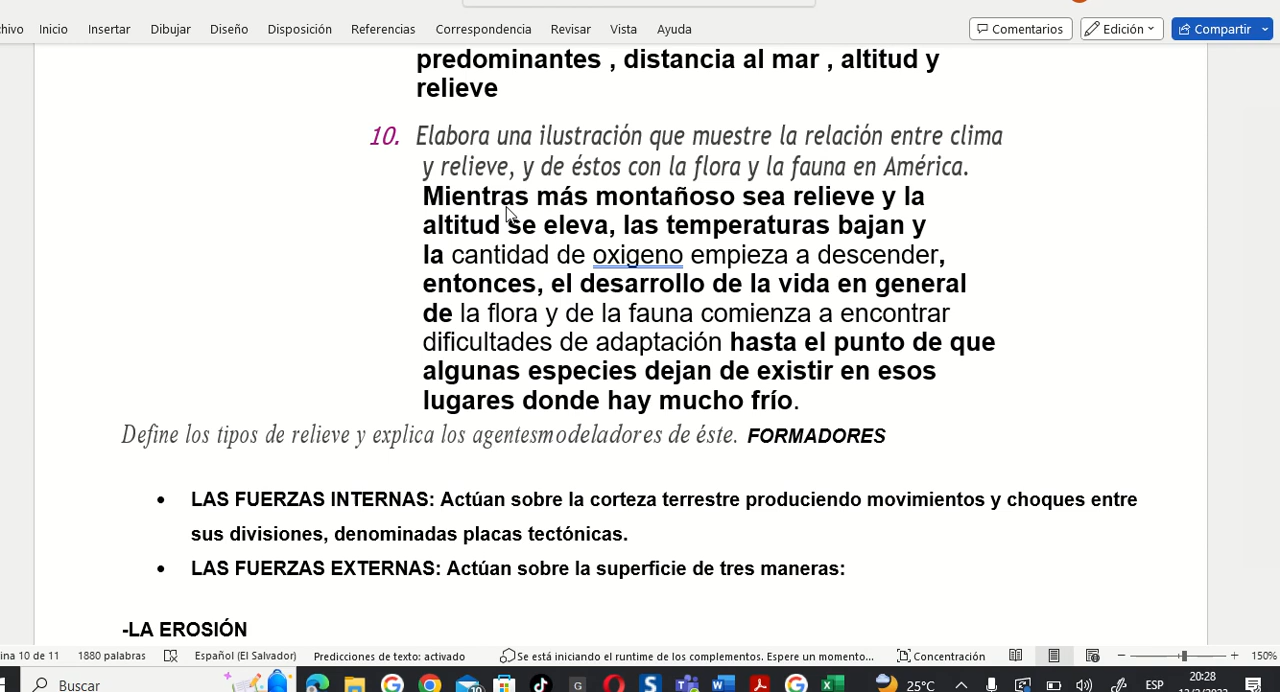 chivo Inicio Insertar Dibujar Diseño Disposición Referencias Correspondencia Revisar Vista Ayuda Comentarios Edición Compartir
predominantes , distancia al mar , altitud y
relieve
10. Elabora una ilustración que muestre la relación entre clima
y relieve, y de éstos con la flora y la fauna en América.
Mientras más montañoso sea relieve y la
altitud se eleva, las temperaturas bajan y
la cantidad de oxigeno empieza a descender,
entonces, el desarrollo de la vida en general
de la flora y de la fauna comienza a encontrar
dificultades de adaptación hasta el punto de que
algunas especies dejan de existir en esos
lugares donde hay mucho frío.
Define los tipos de relieve y explica los agentesmodeladores de éste. FORMADORES
• LAS FUERZAS INTERNAS: Actúan sobre la corteza terrestre produciendo movimientos y choques entre
sus divisiones, denominadas placas tectónicas.
• LAS FUERZAS EXTERNAS: Actúan sobre la superficie de tres maneras:
-LA EROSIÓN
ina 10 de 11 1880 palabras Español (El Salvador) Predicciones de texto: activado Se está iniciando el runtime de los complementos. Espere un momento... Concentración 150%
Buscar 25°C 20:28